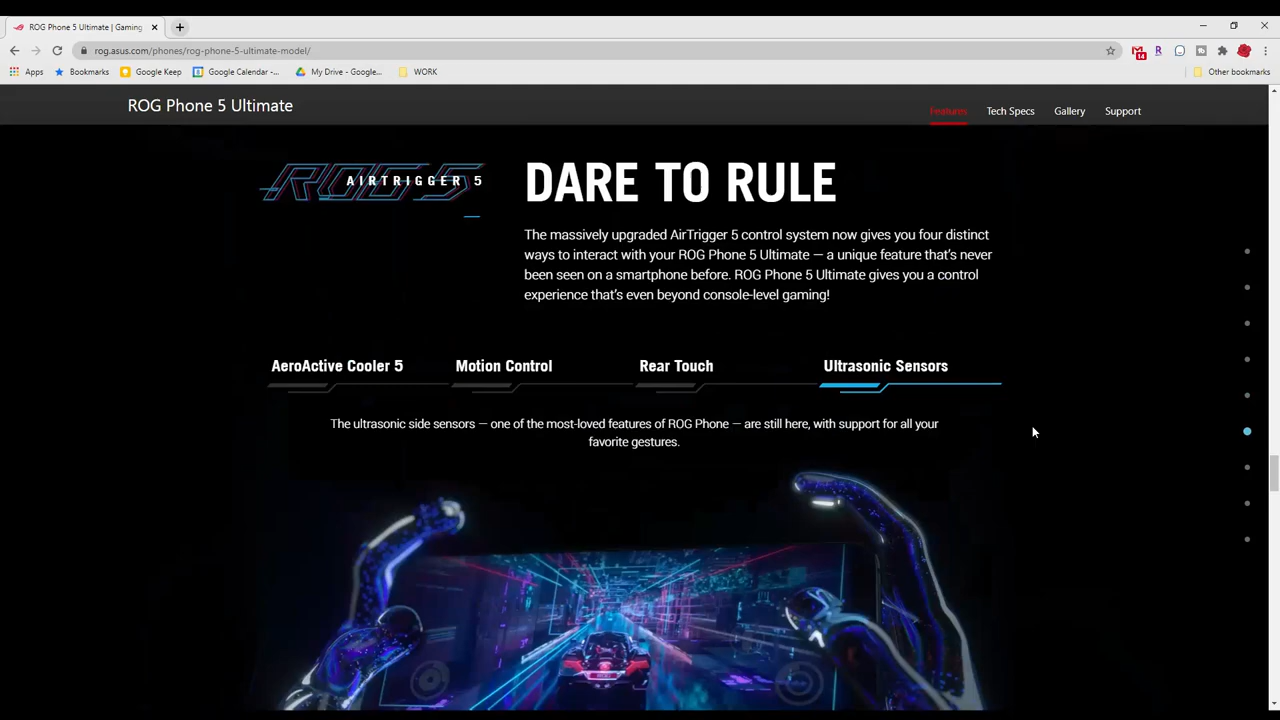 ROG Phone 5 Ultimate | Gaming
rog.asus.com/phones/rog-phone-5-ultimate-model/
14
R
Apps
Bookmarks
Google Keep
Google Calendar -...
My Drive - Google...
WORK
Other bookmarks
ROG Phone 5 Ultimate
Features
Tech Specs
Gallery
Support
ROG 5
AIRTRIGGER 5
DARE TO RULE
The massively upgraded AirTrigger 5 control system now gives you four distinct
ways to interact with your ROG Phone 5 Ultimate — a unique feature that's never
been seen on a smartphone before. ROG Phone 5 Ultimate gives you a control
experience that's even beyond console-level gaming!
AeroActive Cooler 5
Motion Control
Rear Touch
Ultrasonic Sensors
The ultrasonic side sensors — one of the most-loved features of ROG Phone — are still here, with support for all your
favorite gestures.